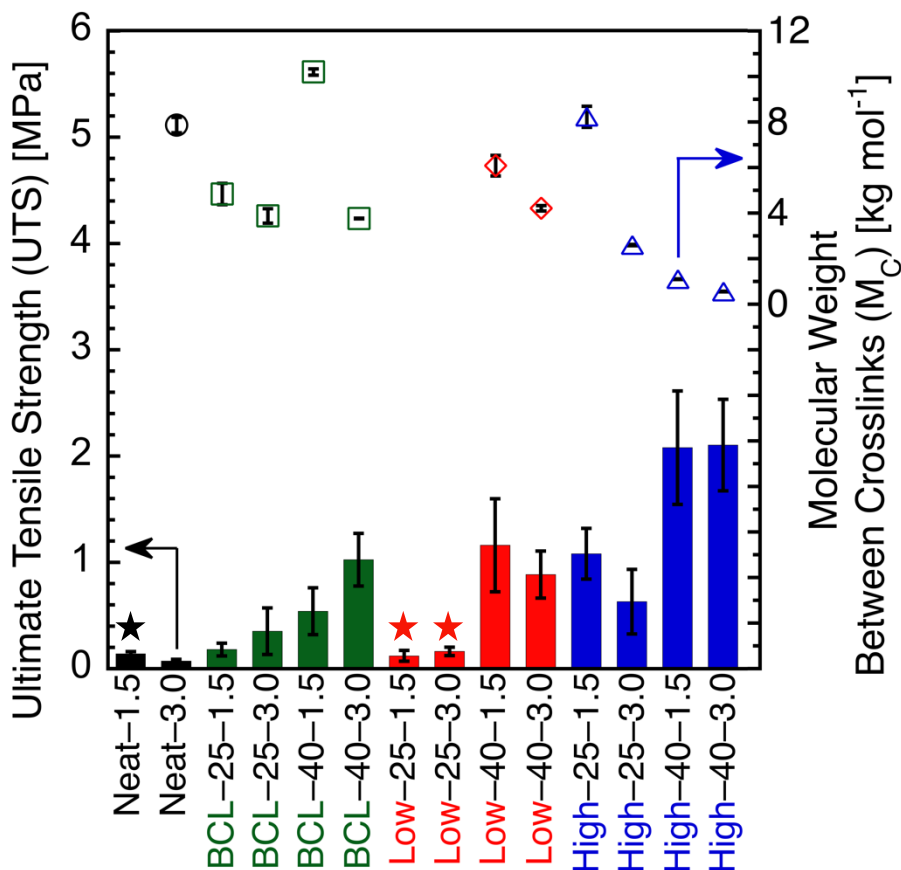 Ultimate Tensile Strength (UTS) [MPa]
6
5
4
3
2
1
0
12
8
4
0
Molecular Weight
Between Crosslinks (M_C) [kg mol⁻¹]
Neat–1.5
Neat–3.0
BCL–25–1.5
BCL–25–3.0
BCL–40–1.5
BCL–40–3.0
Low–25–1.5
Low–25–3.0
Low–40–1.5
Low–40–3.0
High–25–1.5
High–25–3.0
High–40–1.5
High–40–3.0